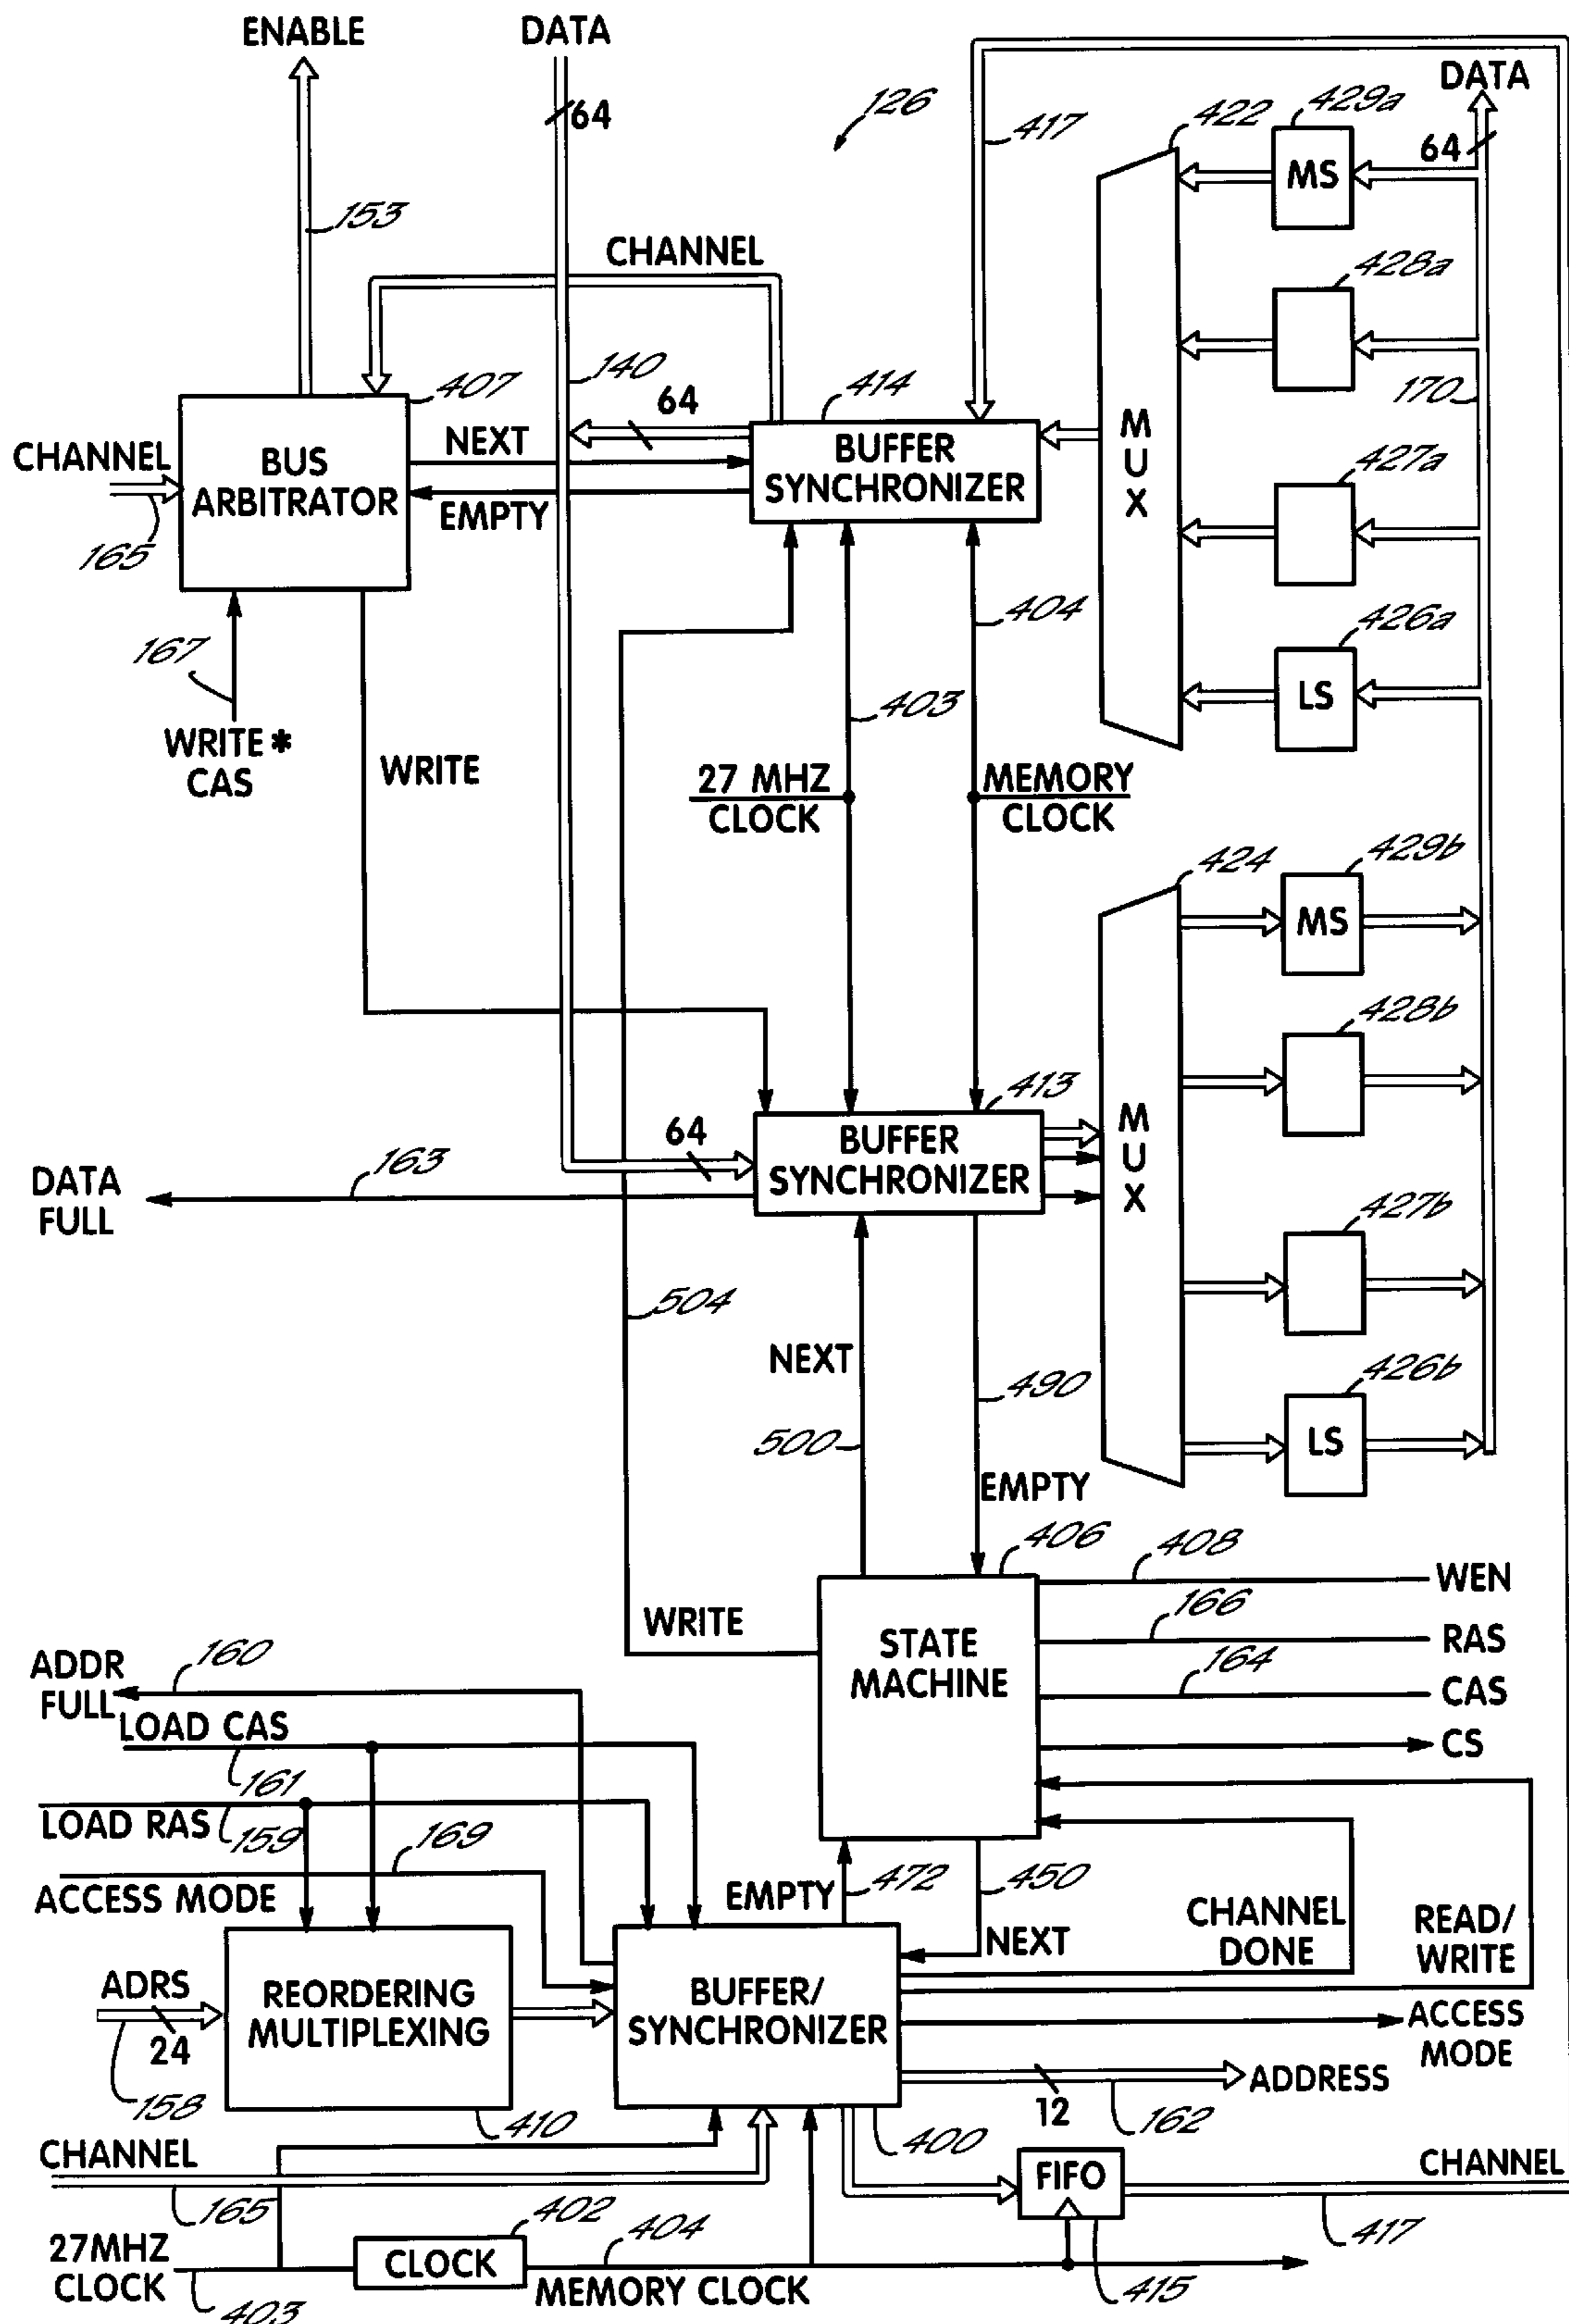 ENABLE
DATA
64
126
417
422
429a
DATA
64
MS
153
CHANNEL
428a
140
407
414
64
170
CHANNEL
BUS
ARBITRATOR
NEXT
EMPTY
BUFFER
SYNCHRONIZER
M
U
X
427a
165
404
426a
167
403
LS
WRITE *
CAS
WRITE
27 MHZ
CLOCK
MEMORY
CLOCK
424
429b
MS
428b
413
64
BUFFER
SYNCHRONIZER
M
U
X
DATA
FULL
163
427b
504
NEXT
490
426b
500
LS
EMPTY
406
408
WEN
166
RAS
WRITE
STATE
MACHINE
164
CAS
CS
160
ADDR
FULL
LOAD CAS
161
LOAD RAS
159
169
ACCESS MODE
EMPTY
472
450
NEXT
CHANNEL
DONE
READ/
WRITE
ADRS
24
158
REORDERING
MULTIPLEXING
BUFFER/
SYNCHRONIZER
ACCESS
MODE
ADDRESS
12
162
410
400
CHANNEL
165
FIFO
CHANNEL
417
402
404
27MHZ
CLOCK
CLOCK
MEMORY CLOCK
403
415